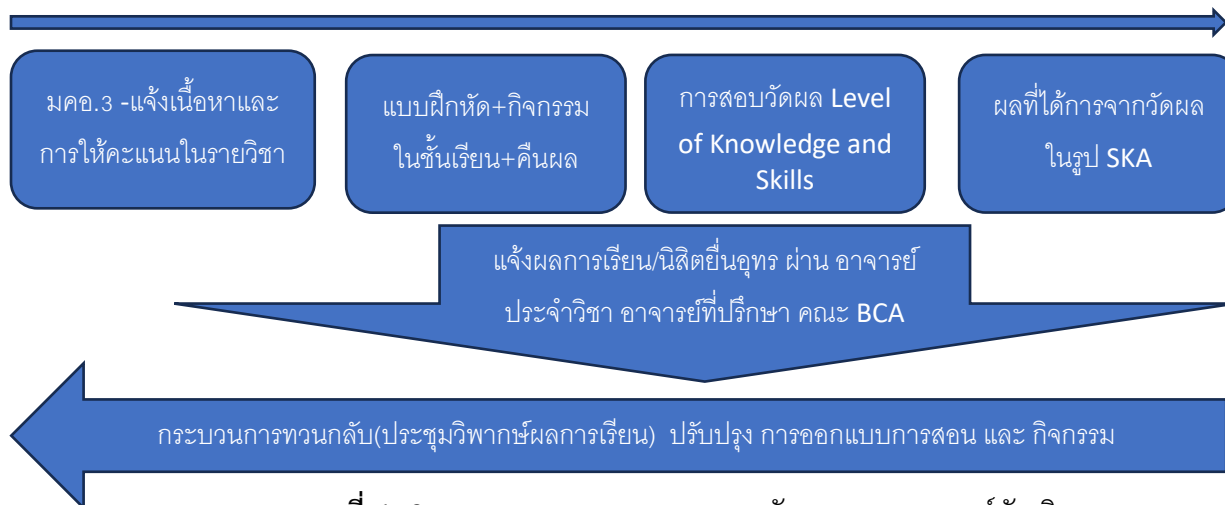 มคอ.3 -แจ้งเนื้อหาและ
การให้คะแนนในรายวิชา
แบบฝึกหัด+กิจกรรม
ในชั้นเรียน+คืนผล
การสอบวัดผล Level
of Knowledge and
Skills
ผลที่ได้การจากวัดผล
ในรูป SKA
แจ้งผลการเรียน/นิสิตยื่นอุทร ผ่าน อาจารย์
ประจำวิชา อาจารย์ที่ปรึกษา คณะ BCA
กระบวนการทวนกลับ(ประชุมวิพากษ์ผลการเรียน) ปรับปรุง การออกแบบการสอน และ กิจกรรม